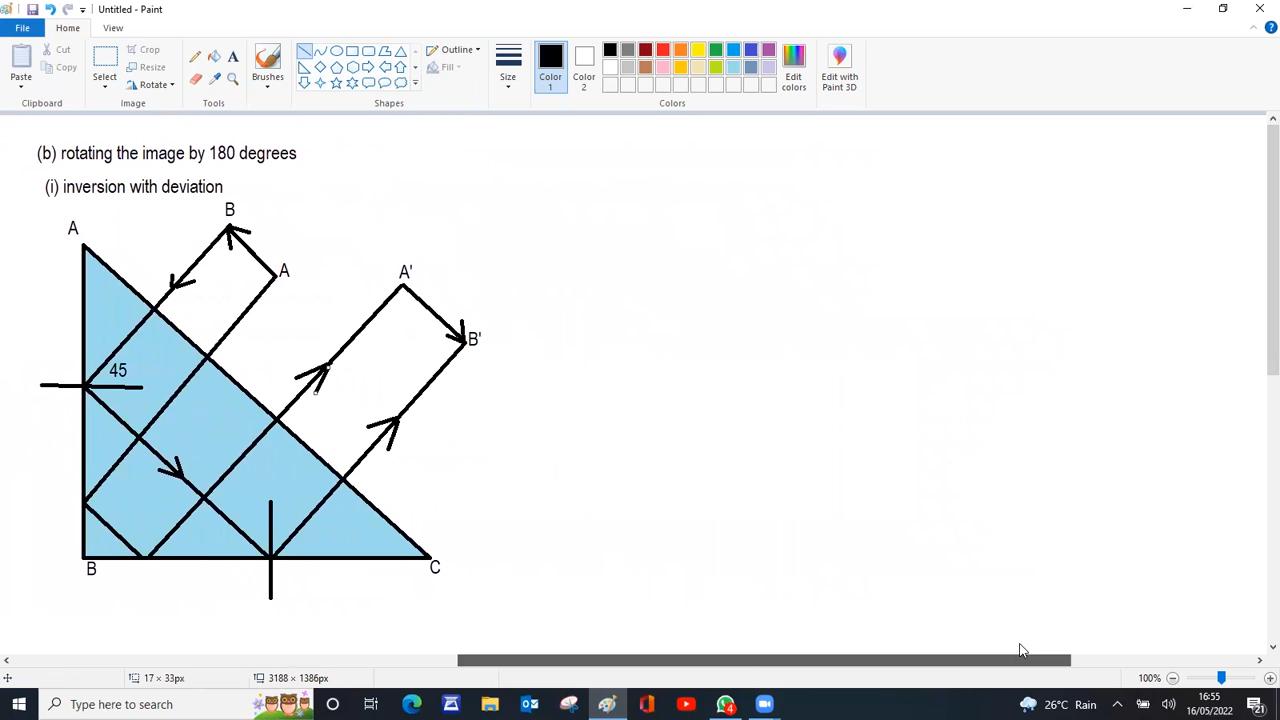 Untitled - Paint
File Home View
Paste
Cut
Copy
Clipboard
Select
Crop
Resize
Rotate
Image
Tools
Brushes
Shapes
Outline
Fill
Size
Color 1
Color 2
Edit colors
Colors
Edit with Paint 3D
(b) rotating the image by 180 degrees
(i) inversion with deviation
B
A
A
A'
B'
45
B
C
17 × 33px
3188 × 1386px
100%
Type here to search
4
26°C Rain
16:55
16/05/2022
21